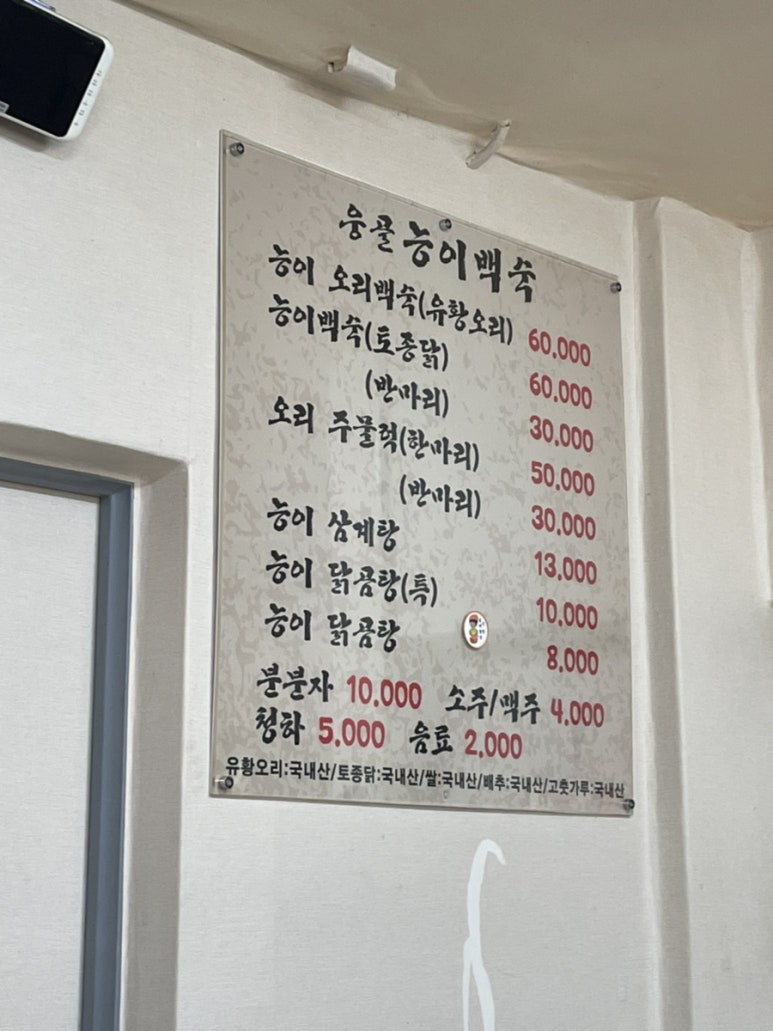 웅골 능이백숙
능이 오리백숙(유황오리) 60,000
능이백숙(토종닭) 60,000
(반마리) 30,000
오리 주물럭(한마리) 50,000
(반마리) 30,000
능이 삼계탕 13,000
능이 닭곰탕(특) 10,000
능이 닭곰탕 8,000
분분자 10,000 소주/맥주 4,000
청하 5,000 음료 2,000
유황오리:국내산/토종닭:국내산/쌀:국내산/배추:국내산/고춧가루:국내산